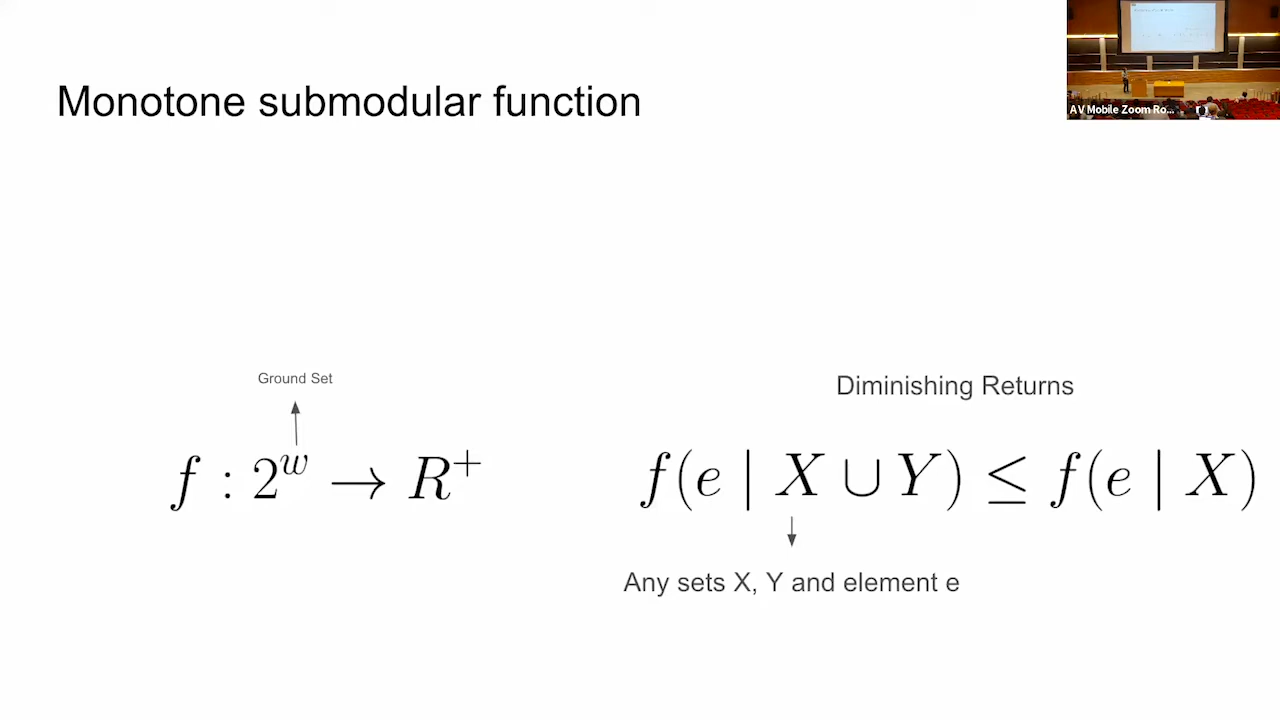 Monotone submodular function
AV Mobile Zoom Ro...
Ground Set
f : 2^w → R^+
Diminishing Returns
f(e | X ∪ Y) ≤ f(e | X)
Any sets X, Y and element e